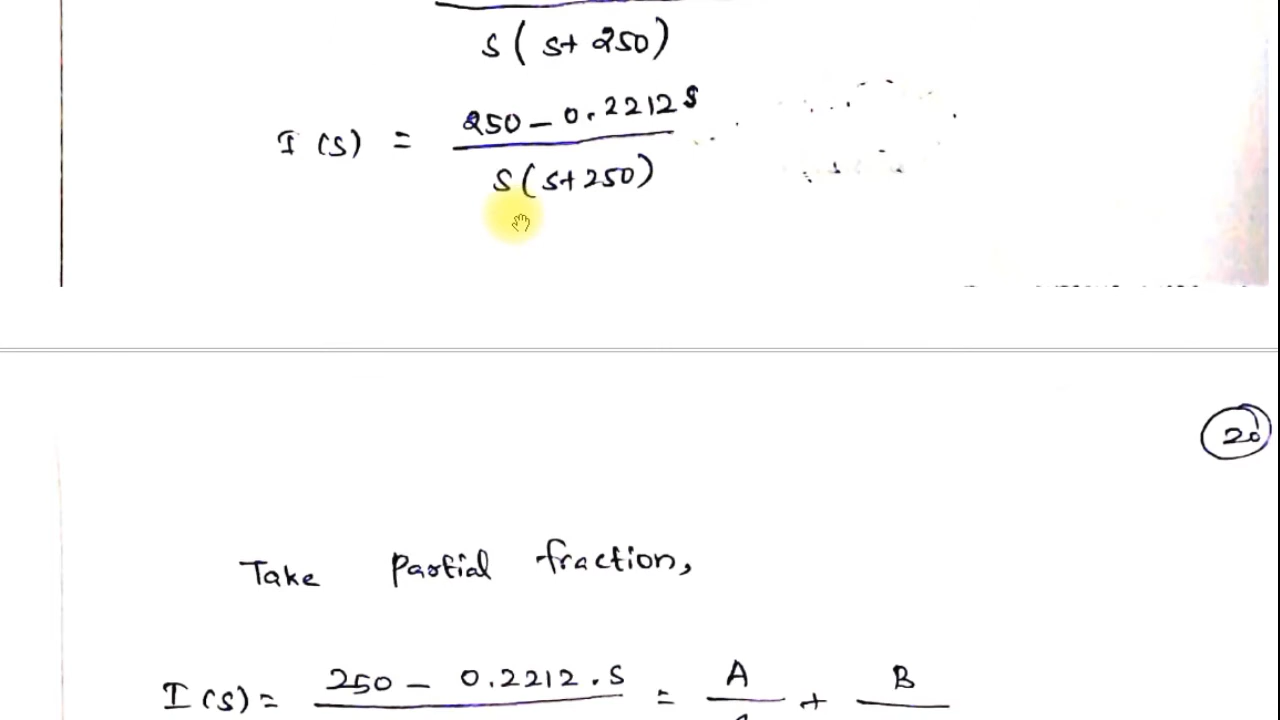 S ( S+ 250)
I (S) = 250 - 0.2212 S
S ( S+ 250)
20
Take Partial fraction,
I (S) = 250 - 0.2212 . S = A + B